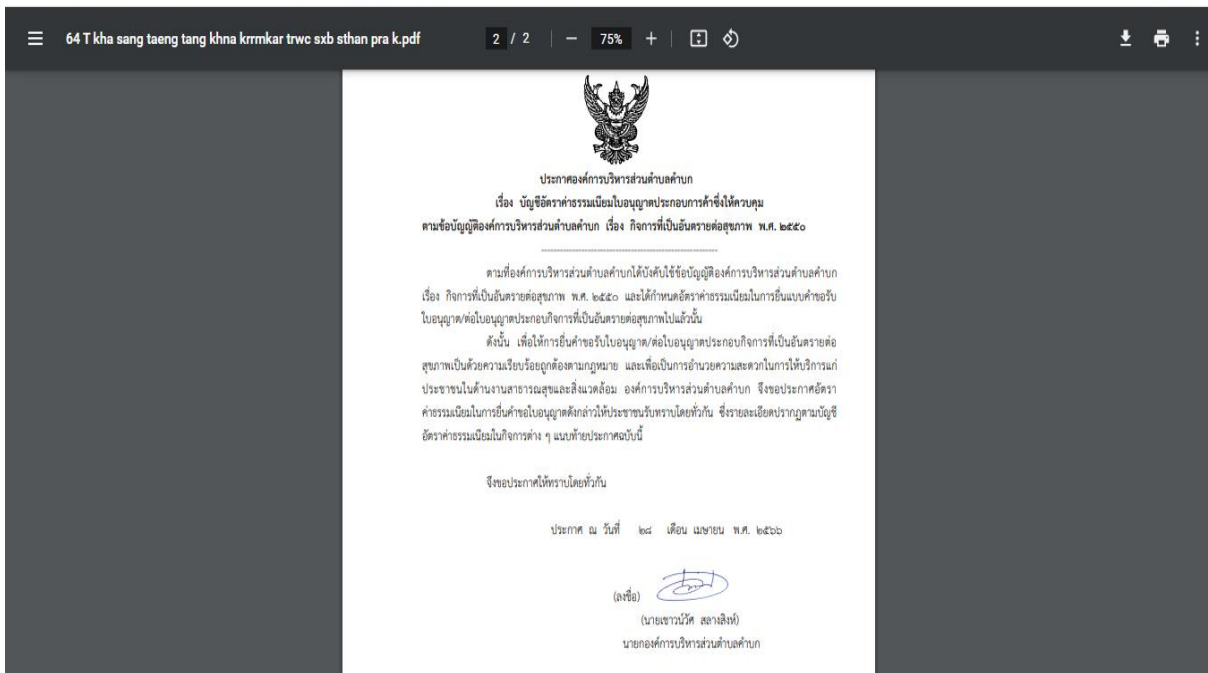 64 T kha sang taeng tang khna krrmkar trwc sxb sthan pra k.pdf
2 / 2
75%
ประกาศองค์การบริหารส่วนตำบลคำบก
เรื่อง บัญชีอัตราค่าธรรมเนียมใบอนุญาตประกอบการค้าซึ่งให้ควบคุม
ตามข้อบัญญัติองค์การบริหารส่วนตำบลคำบก เรื่อง กิจการที่เป็นอันตรายต่อสุขภาพ พ.ศ. ๒๕๕๐
ตามที่องค์การบริหารส่วนตำบลคำบกได้บังคับใช้ข้อบัญญัติองค์การบริหารส่วนตำบลคำบก
เรื่อง กิจการที่เป็นอันตรายต่อสุขภาพ พ.ศ. ๒๕๕๐ และได้กำหนดอัตราค่าธรรมเนียมในการยื่นแบบคำขอรับ
ใบอนุญาต/ต่อใบอนุญาตประกอบกิจการที่เป็นอันตรายต่อสุขภาพไปแล้วนั้น
ดังนั้น เพื่อให้การยื่นคำขอรับใบอนุญาต/ต่อใบอนุญาตประกอบกิจการที่เป็นอันตรายต่อ
สุขภาพเป็นด้วยความเรียบร้อยถูกต้องตามกฎหมาย และเพื่อเป็นการอำนวยความสะดวกในการให้บริการแก่
ประชาชนในด้านงานสาธารณสุขและสิ่งแวดล้อม องค์การบริหารส่วนตำบลคำบก จึงขอประกาศอัตรา
ค่าธรรมเนียมในการยื่นคำขอใบอนุญาตดังกล่าวให้ประชาชนรับทราบโดยทั่วกัน ซึ่งรายละเอียดปรากฏตามบัญชี
อัตราค่าธรรมเนียมในกิจการต่าง ๆ แนบท้ายประกาศฉบับนี้
จึงขอประกาศให้ทราบโดยทั่วกัน
ประกาศ ณ วันที่ ๒๘ เดือน เมษายน พ.ศ. ๒๕๖๖
(ลงชื่อ)
(นายเชาวน์วัศ สลางสิงห์)
นายกองค์การบริหารส่วนตำบลคำบก